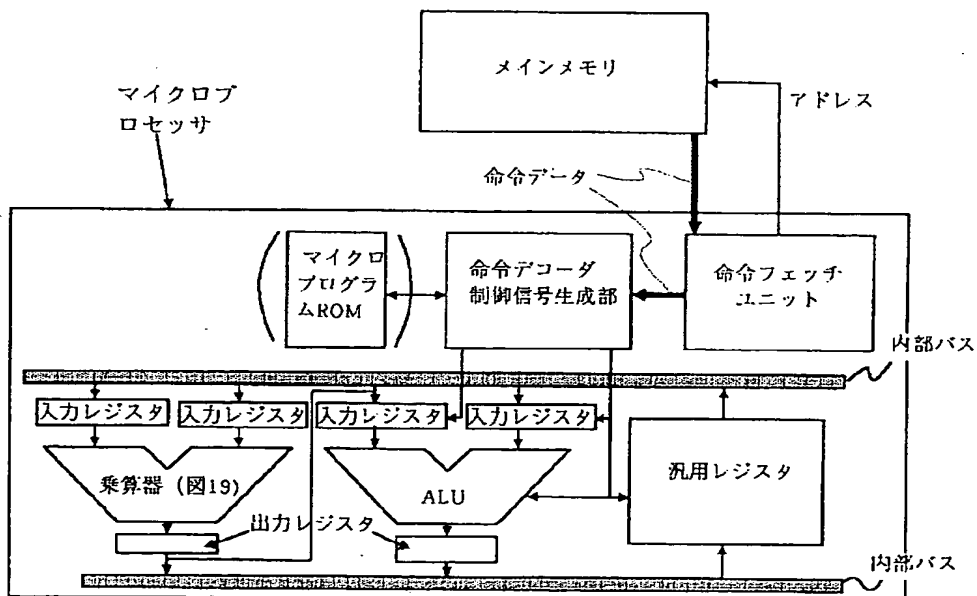 メインメモリ
アドレス
マイクロプ
ロセッサ
命令データ
マイクロ
プログラ
ムROM
命令デコーダ
制御信号生成部
命令フェッチ
ユニット
内部バス
入力レジスタ
入力レジスタ
入力レジスタ
入力レジスタ
乗算器 (図19)
ALU
汎用レジスタ
出力レジスタ
内部バス